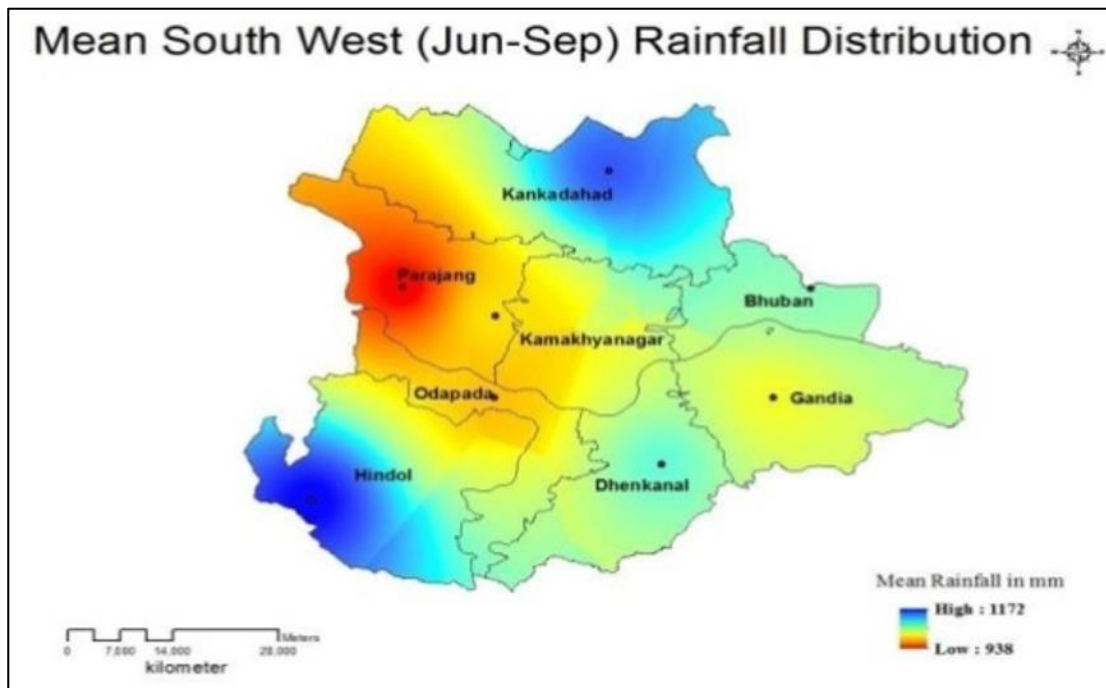 Mean South West (Jun-Sep) Rainfall Distribution
Kankadahad
Parajang
Bhuban
Kamakhyanagar
Odapada
Gandia
Hindol
Dhenkanal
Mean Rainfall in mm
High : 1172
Low : 938
Meters
0 7,000 14,000 28,000
kilometer